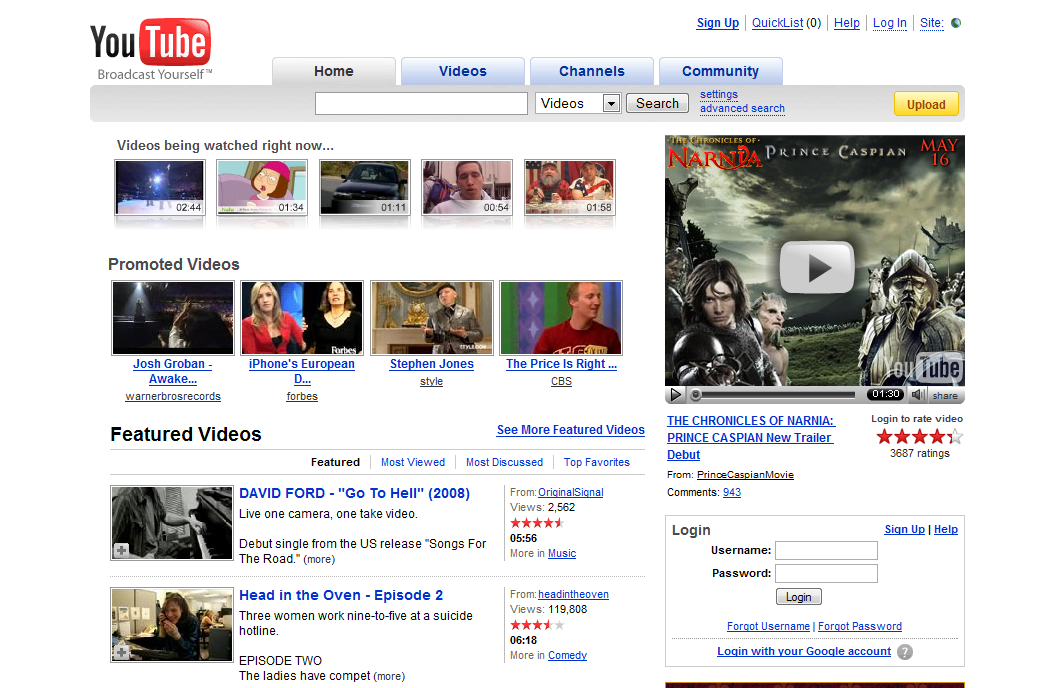 Sign Up QuickList (0) Help Log In Site:
YouTube
Broadcast Yourself™
Home Videos Channels Community
Videos Search settings
advanced search
Upload
Videos being watched right now...
02:44 01:34 01:11 00:54 01:58
Promoted Videos
Forbes STYLE.COM
Josh Groban - Awake...
warnerbrosrecords
iPhone's European D...
forbes
Stephen Jones
style
The Price Is Right ...
CBS
Featured Videos See More Featured Videos
Featured Most Viewed Most Discussed Top Favorites
DAVID FORD - "Go To Hell" (2008)
Live one camera, one take video.
Debut single from the US release "Songs For
The Road." (more)
From: OriginalSignal
Views: 2,562
05:56
More in Music
Head in the Oven - Episode 2
Three women work nine-to-five at a suicide
hotline.
EPISODE TWO
The ladies have compet (more)
From: headintheoven
Views: 119,808
06:18
More in Comedy
THE CHRONICLES OF
NARNIA PRINCE CASPIAN MAY
16
YouTube
01:30 share
THE CHRONICLES OF NARNIA:
PRINCE CASPIAN New Trailer
Debut
From: PrinceCaspianMovie
Comments: 943
Login to rate video
3687 ratings
Login Sign Up | Help
Username:
Password:
Login
Forgot Username | Forgot Password
Login with your Google account ?